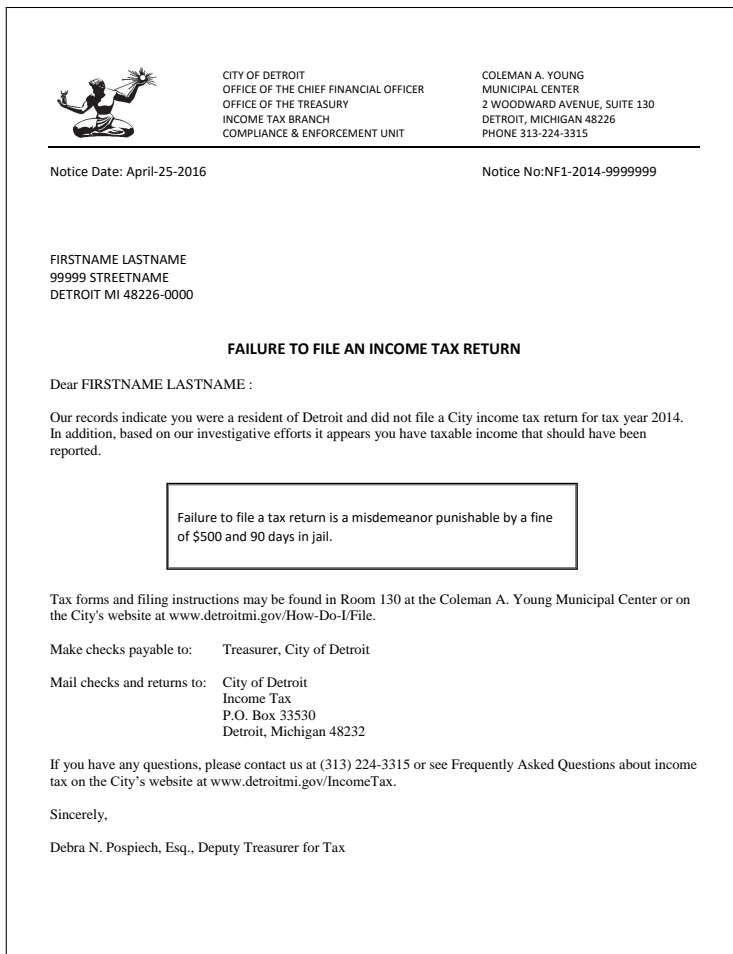 CITY OF DETROIT
OFFICE OF THE CHIEF FINANCIAL OFFICER
OFFICE OF THE TREASURY
INCOME TAX BRANCH
COMPLIANCE & ENFORCEMENT UNIT
COLEMAN A. YOUNG
MUNICIPAL CENTER
2 WOODWARD AVENUE, SUITE 130
DETROIT, MICHIGAN 48226
PHONE 313-224-3315
Notice Date: April-25-2016
Notice No:NF1-2014-9999999
FIRSTNAME LASTNAME
99999 STREETNAME
DETROIT MI 48226-0000
FAILURE TO FILE AN INCOME TAX RETURN
Dear FIRSTNAME LASTNAME :
Our records indicate you were a resident of Detroit and did not file a City income tax return for tax year 2014.
In addition, based on our investigative efforts it appears you have taxable income that should have been
reported.
Failure to file a tax return is a misdemeanor punishable by a fine
of $500 and 90 days in jail.
Tax forms and filing instructions may be found in Room 130 at the Coleman A. Young Municipal Center or on
the City's website at www.detroitmi.gov/How-Do-I/File.
Make checks payable to: Treasurer, City of Detroit
Mail checks and returns to: City of Detroit
Income Tax
P.O. Box 33530
Detroit, Michigan 48232
If you have any questions, please contact us at (313) 224-3315 or see Frequently Asked Questions about income
tax on the City’s website at www.detroitmi.gov/IncomeTax.
Sincerely,
Debra N. Pospiech, Esq., Deputy Treasurer for Tax